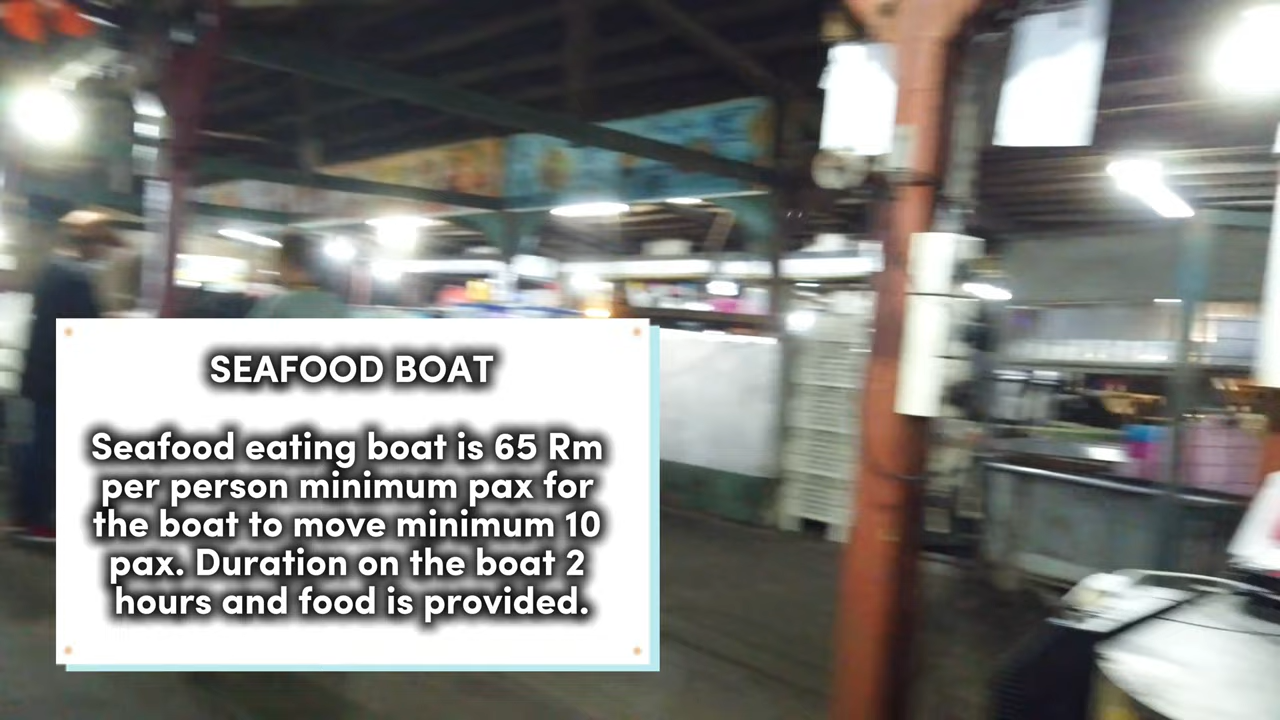 SEAFOOD BOAT
Seafood eating boat is 65 Rm
per person minimum pax for
the boat to move minimum 10
pax. Duration on the boat 2
hours and food is provided.